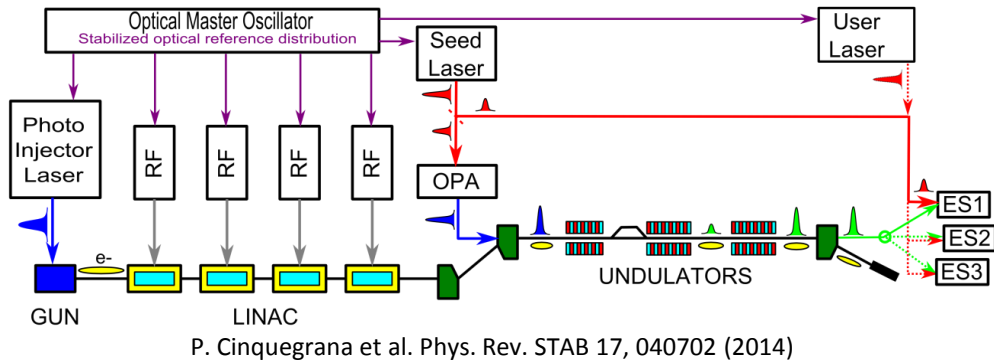 Optical Master Oscillator
Stabilized optical reference distribution
Seed
Laser
User
Laser
Photo
Injector
Laser
RF
RF
RF
RF
OPA
e-
ES1
ES2
ES3
GUN
LINAC
UNDULATORS
P. Cinquegrana et al. Phys. Rev. STAB 17, 040702 (2014)